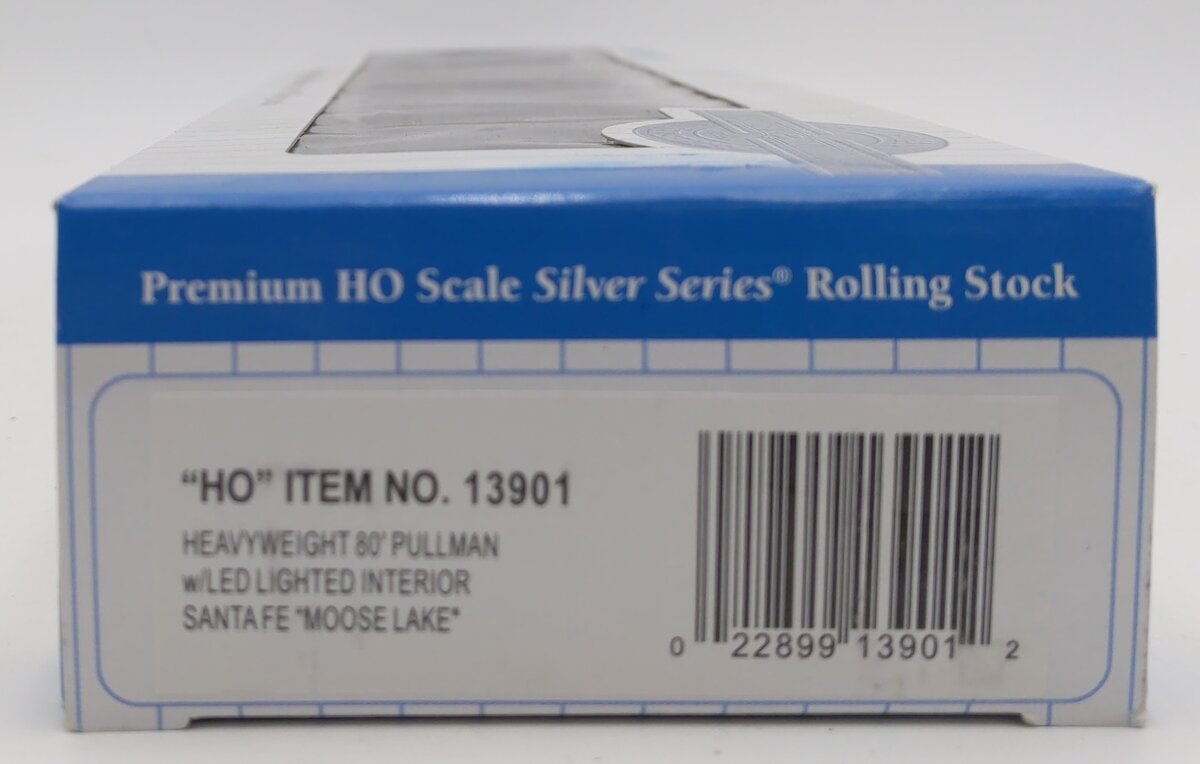 Premium HO Scale Silver Series® Rolling Stock
“HO” ITEM NO. 13901
HEAVYWEIGHT 80' PULLMAN
w/LED LIGHTED INTERIOR
SANTA FE "MOOSE LAKE"
0 22899 13901 2